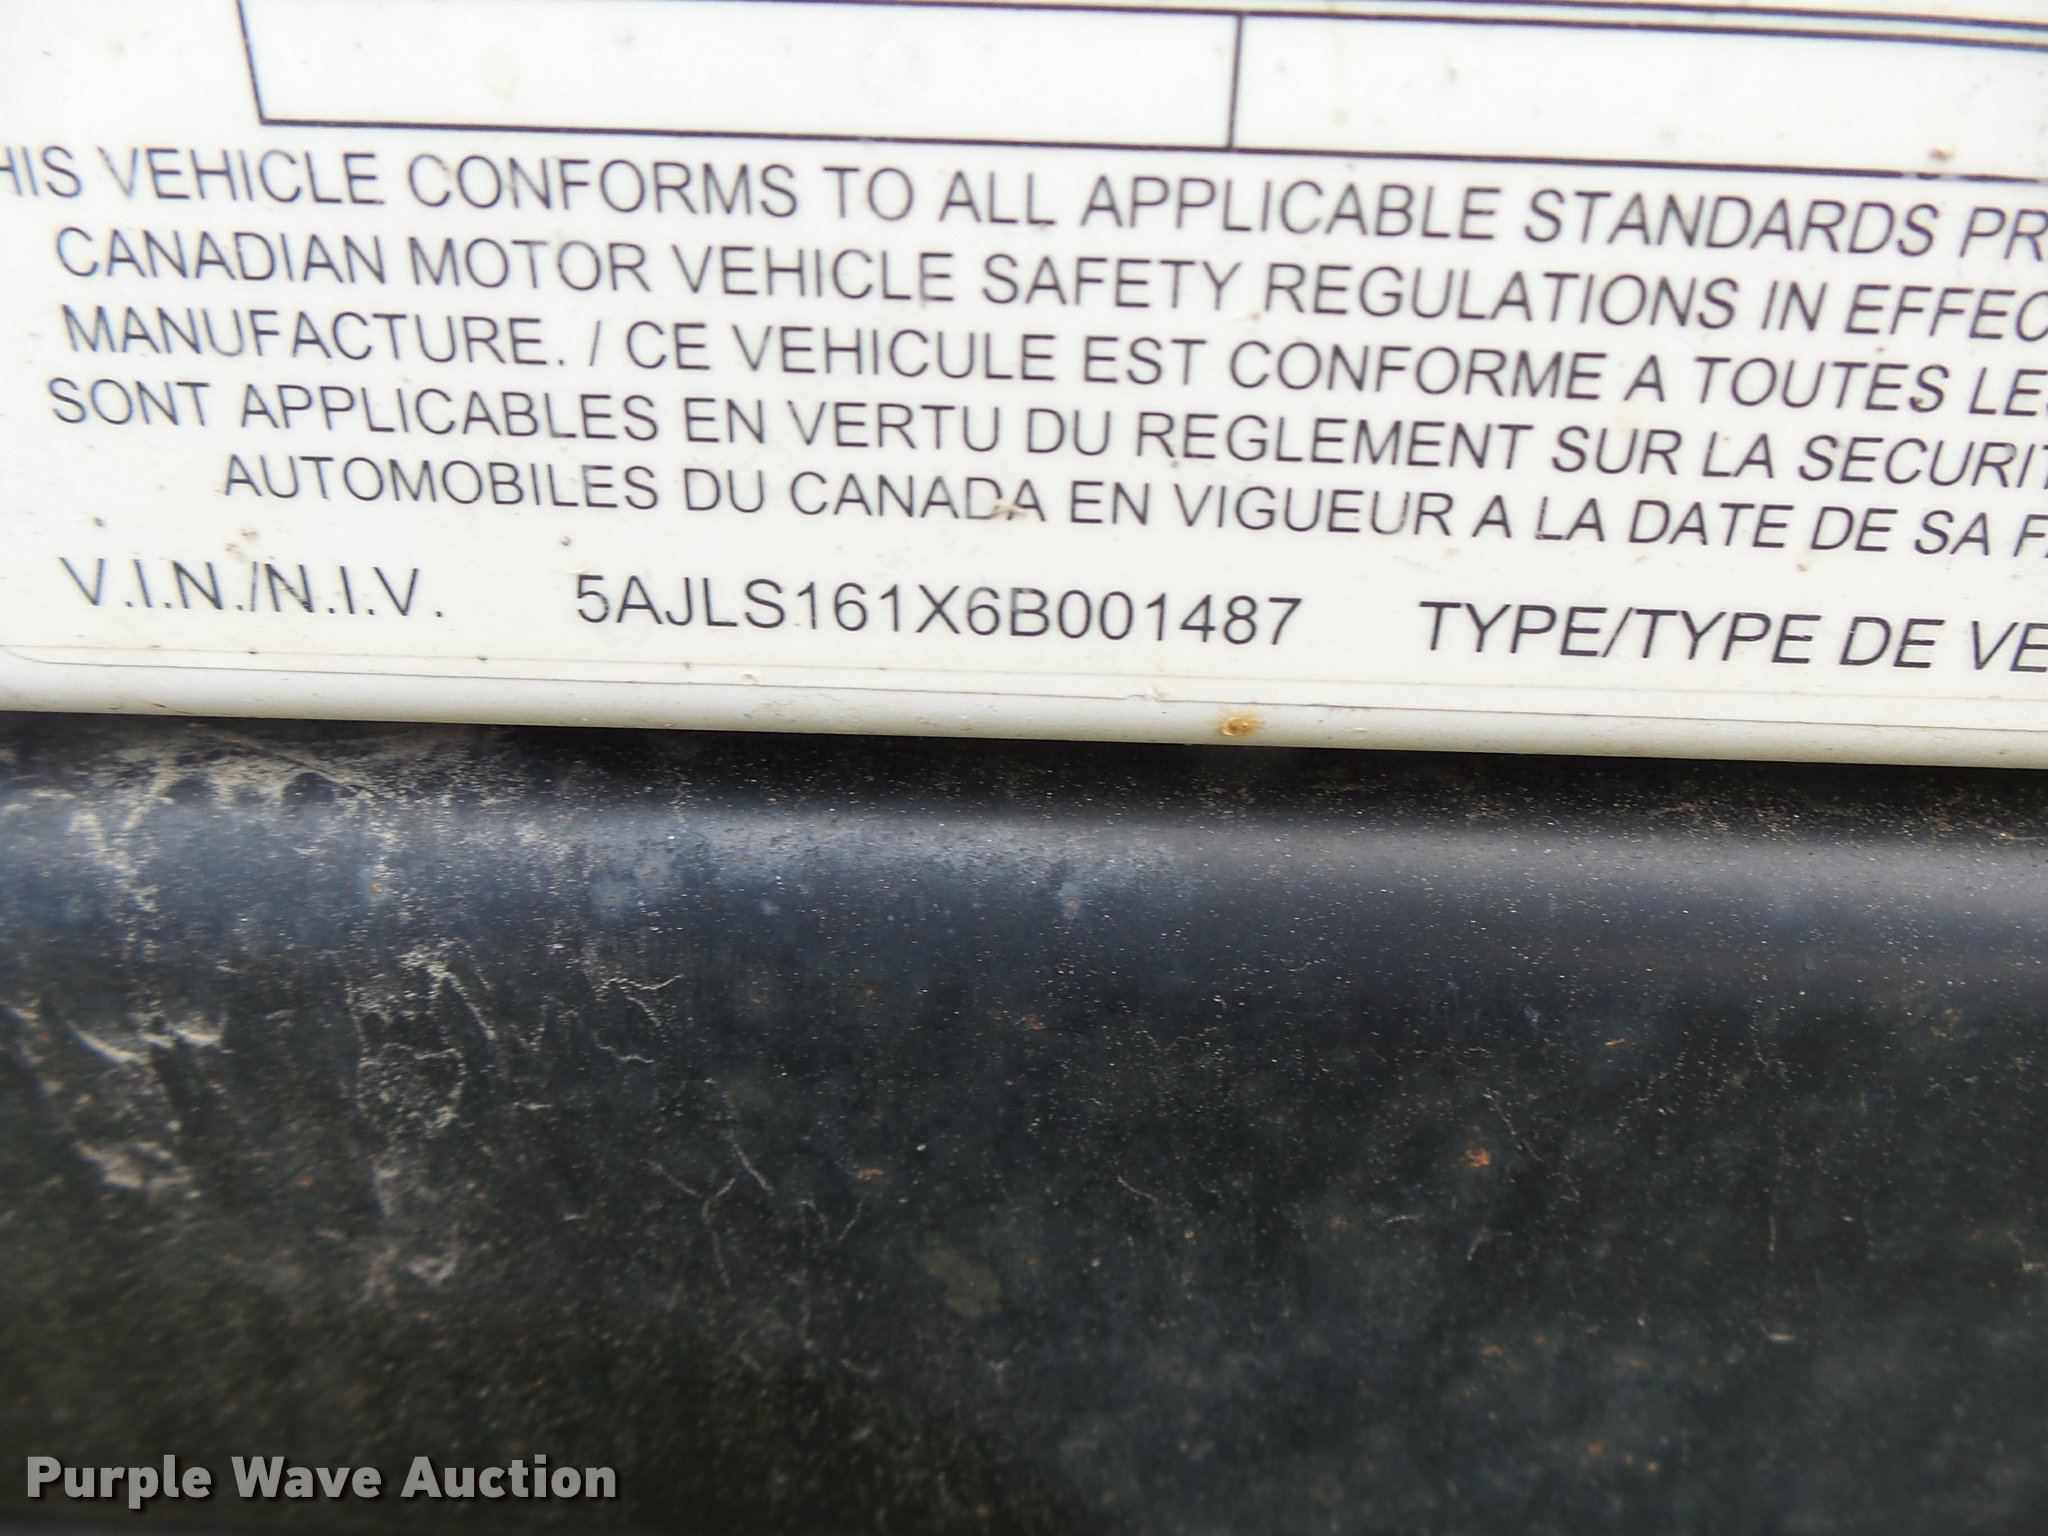 HIS VEHICLE CONFORMS TO ALL APPLICABLE STANDARDS PR
CANADIAN MOTOR VEHICLE SAFETY REGULATIONS IN EFFEC
MANUFACTURE. / CE VEHICULE EST CONFORME A TOUTES LES
SONT APPLICABLES EN VERTU DU REGLEMENT SUR LA SECURIT
AUTOMOBILES DU CANADA EN VIGUEUR A LA DATE DE SA FA
V.I.N./N.I.V. 5AJLS161X6B001487 TYPE/TYPE DE VE
Purple Wave Auction